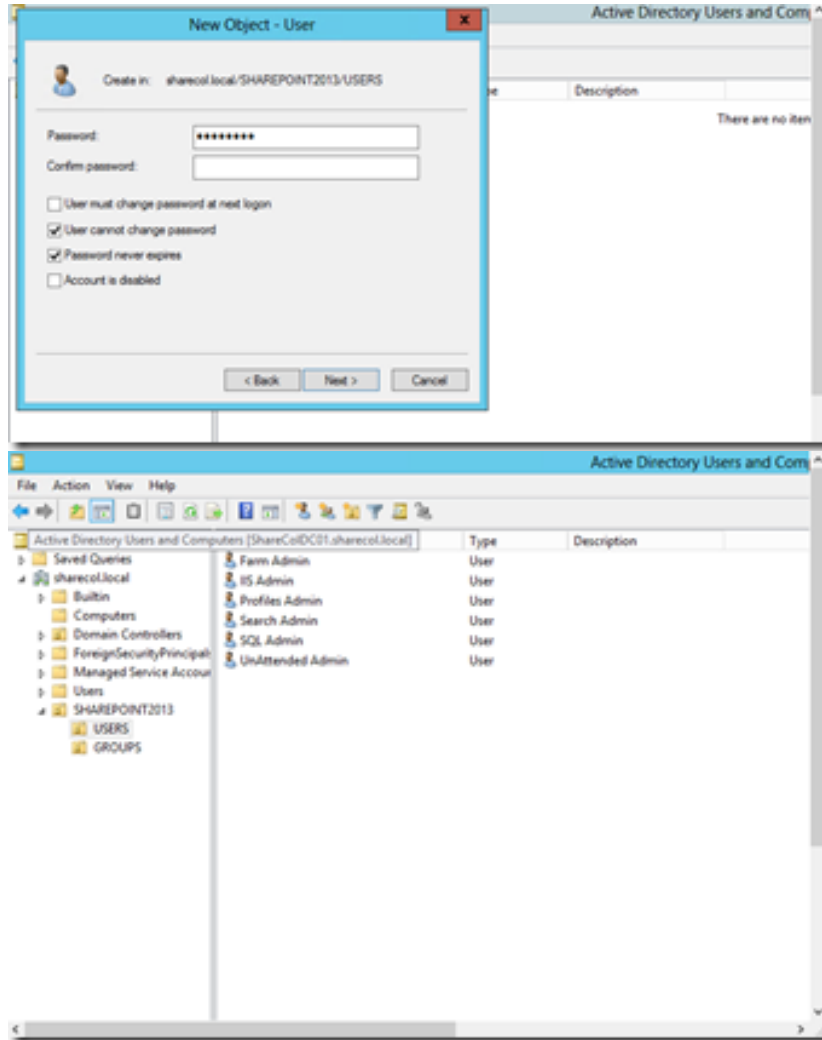 New Object - User
Active Directory Users and Com
Create in: sharecol.local/SHAREPOINT2013/USERS
Description
There are no item
Password: ••••••••
Confirm password:
User must change password at next logon
User cannot change password
Password never expires
Account is disabled
< Back Next > Cancel
Active Directory Users and Com
File Action View Help
Active Directory Users and Computers [ShareColDC01.sharecol.local] Type Description
Saved Queries Farm Admin User
sharecol.local IIS Admin User
Builtin Profiles Admin User
Computers Search Admin User
Domain Controllers SQL Admin User
ForeignSecurityPrincipals UnAttended Admin User
Managed Service Accoun
Users
SHAREPOINT2013
USERS
GROUPS